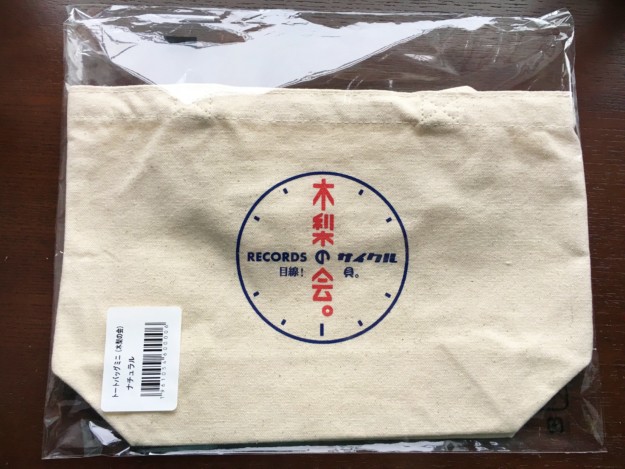 木梨の会。
RECORDS
サイクル
目線!
員。
トートバッグミニ(木梨の会)
ナチュラル